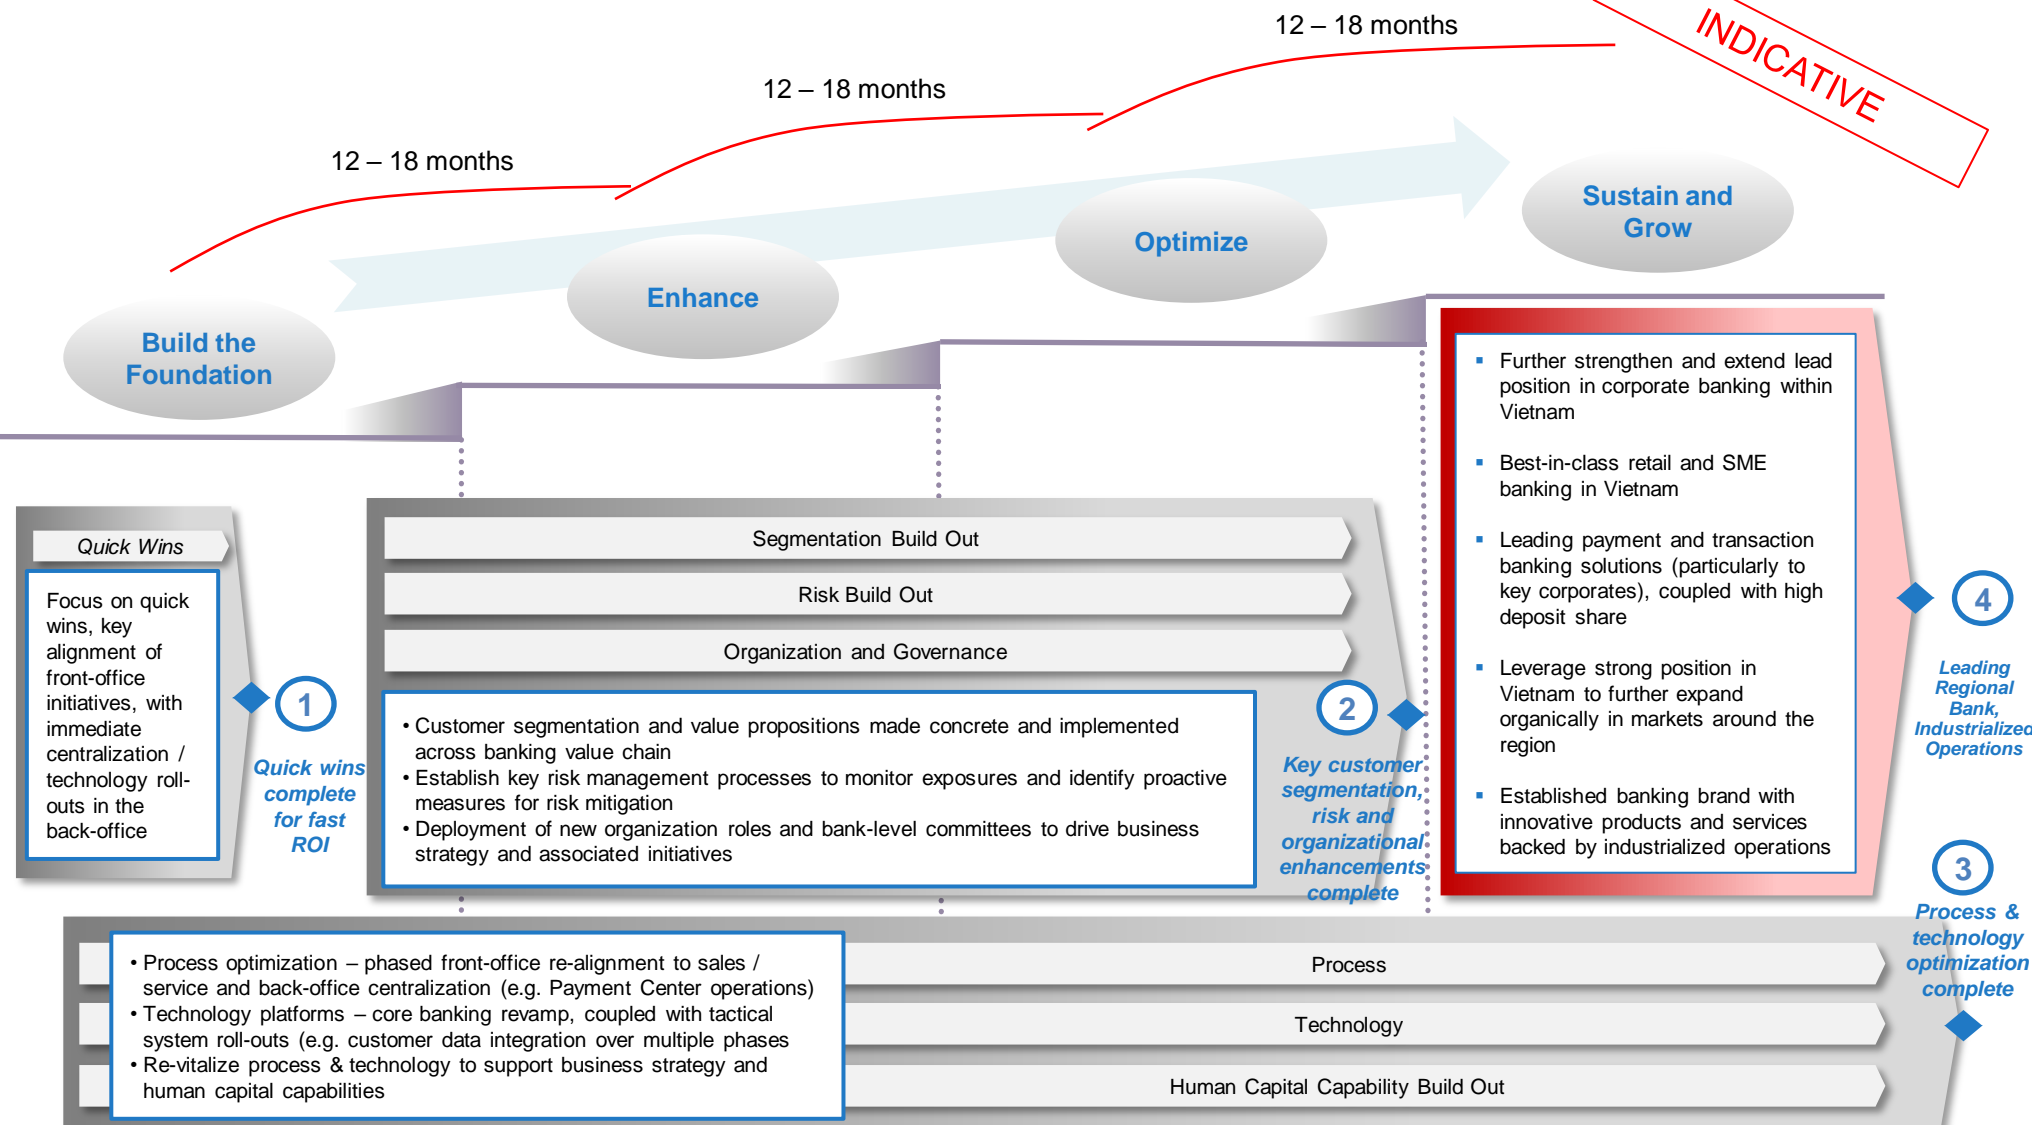 12 – 18 months
12 – 18 months
12 – 18 months
INDICATIVE
Build the
Foundation
Enhance
Optimize
Sustain and
Grow
Quick Wins
Focus on quick
wins, key
alignment of
front-office
initiatives, with
immediate
centralization /
technology roll-
outs in the
back-office
1
Quick wins
complete
for fast
ROI
Segmentation Build Out
Risk Build Out
Organization and Governance
• Customer segmentation and value propositions made concrete and implemented
across banking value chain
• Establish key risk management processes to monitor exposures and identify proactive
measures for risk mitigation
• Deployment of new organization roles and bank-level committees to drive business
strategy and associated initiatives
2
Key customer
segmentation,
risk and
organizational
enhancements
complete
▪ Further strengthen and extend lead
position in corporate banking within
Vietnam
▪ Best-in-class retail and SME
banking in Vietnam
▪ Leading payment and transaction
banking solutions (particularly to
key corporates), coupled with high
deposit share
▪ Leverage strong position in
Vietnam to further expand
organically in markets around the
region
▪ Established banking brand with
innovative products and services
backed by industrialized operations
4
Leading
Regional
Bank,
Industrialized
Operations
3
Process &
technology
optimization
complete
• Process optimization – phased front-office re-alignment to sales /
service and back-office centralization (e.g. Payment Center operations)
• Technology platforms – core banking revamp, coupled with tactical
system roll-outs (e.g. customer data integration over multiple phases
• Re-vitalize process & technology to support business strategy and
human capital capabilities
Process
Technology
Human Capital Capability Build Out